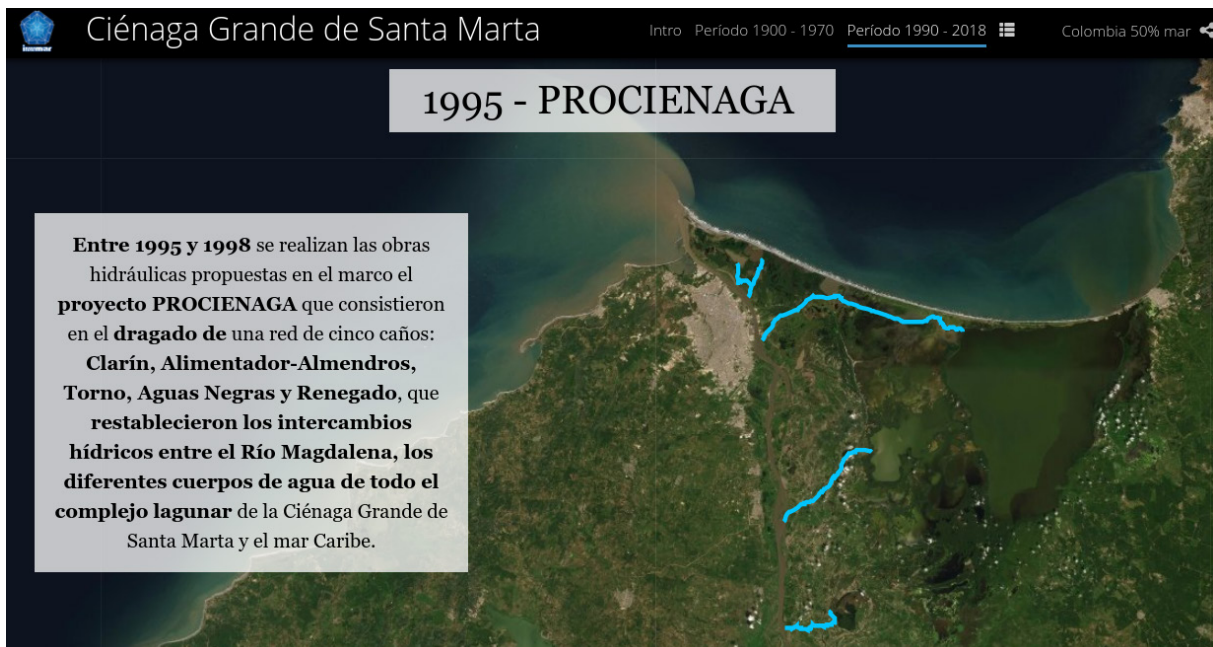 Ciénaga Grande de Santa Marta
Intro Período 1900 - 1970 Período 1990 - 2018 Colombia 50% mar
1995 - PROCIENAGA
Entre 1995 y 1998 se realizan las obras
hidráulicas propuestas en el marco el
proyecto PROCIENAGA que consistieron
en el dragado de una red de cinco caños:
Clarín, Alimentador-Almendros,
Torno, Aguas Negras y Renegado, que
restablecieron los intercambios
hídricos entre el Río Magdalena, los
diferentes cuerpos de agua de todo el
complejo lagunar de la Ciénaga Grande de
Santa Marta y el mar Caribe.